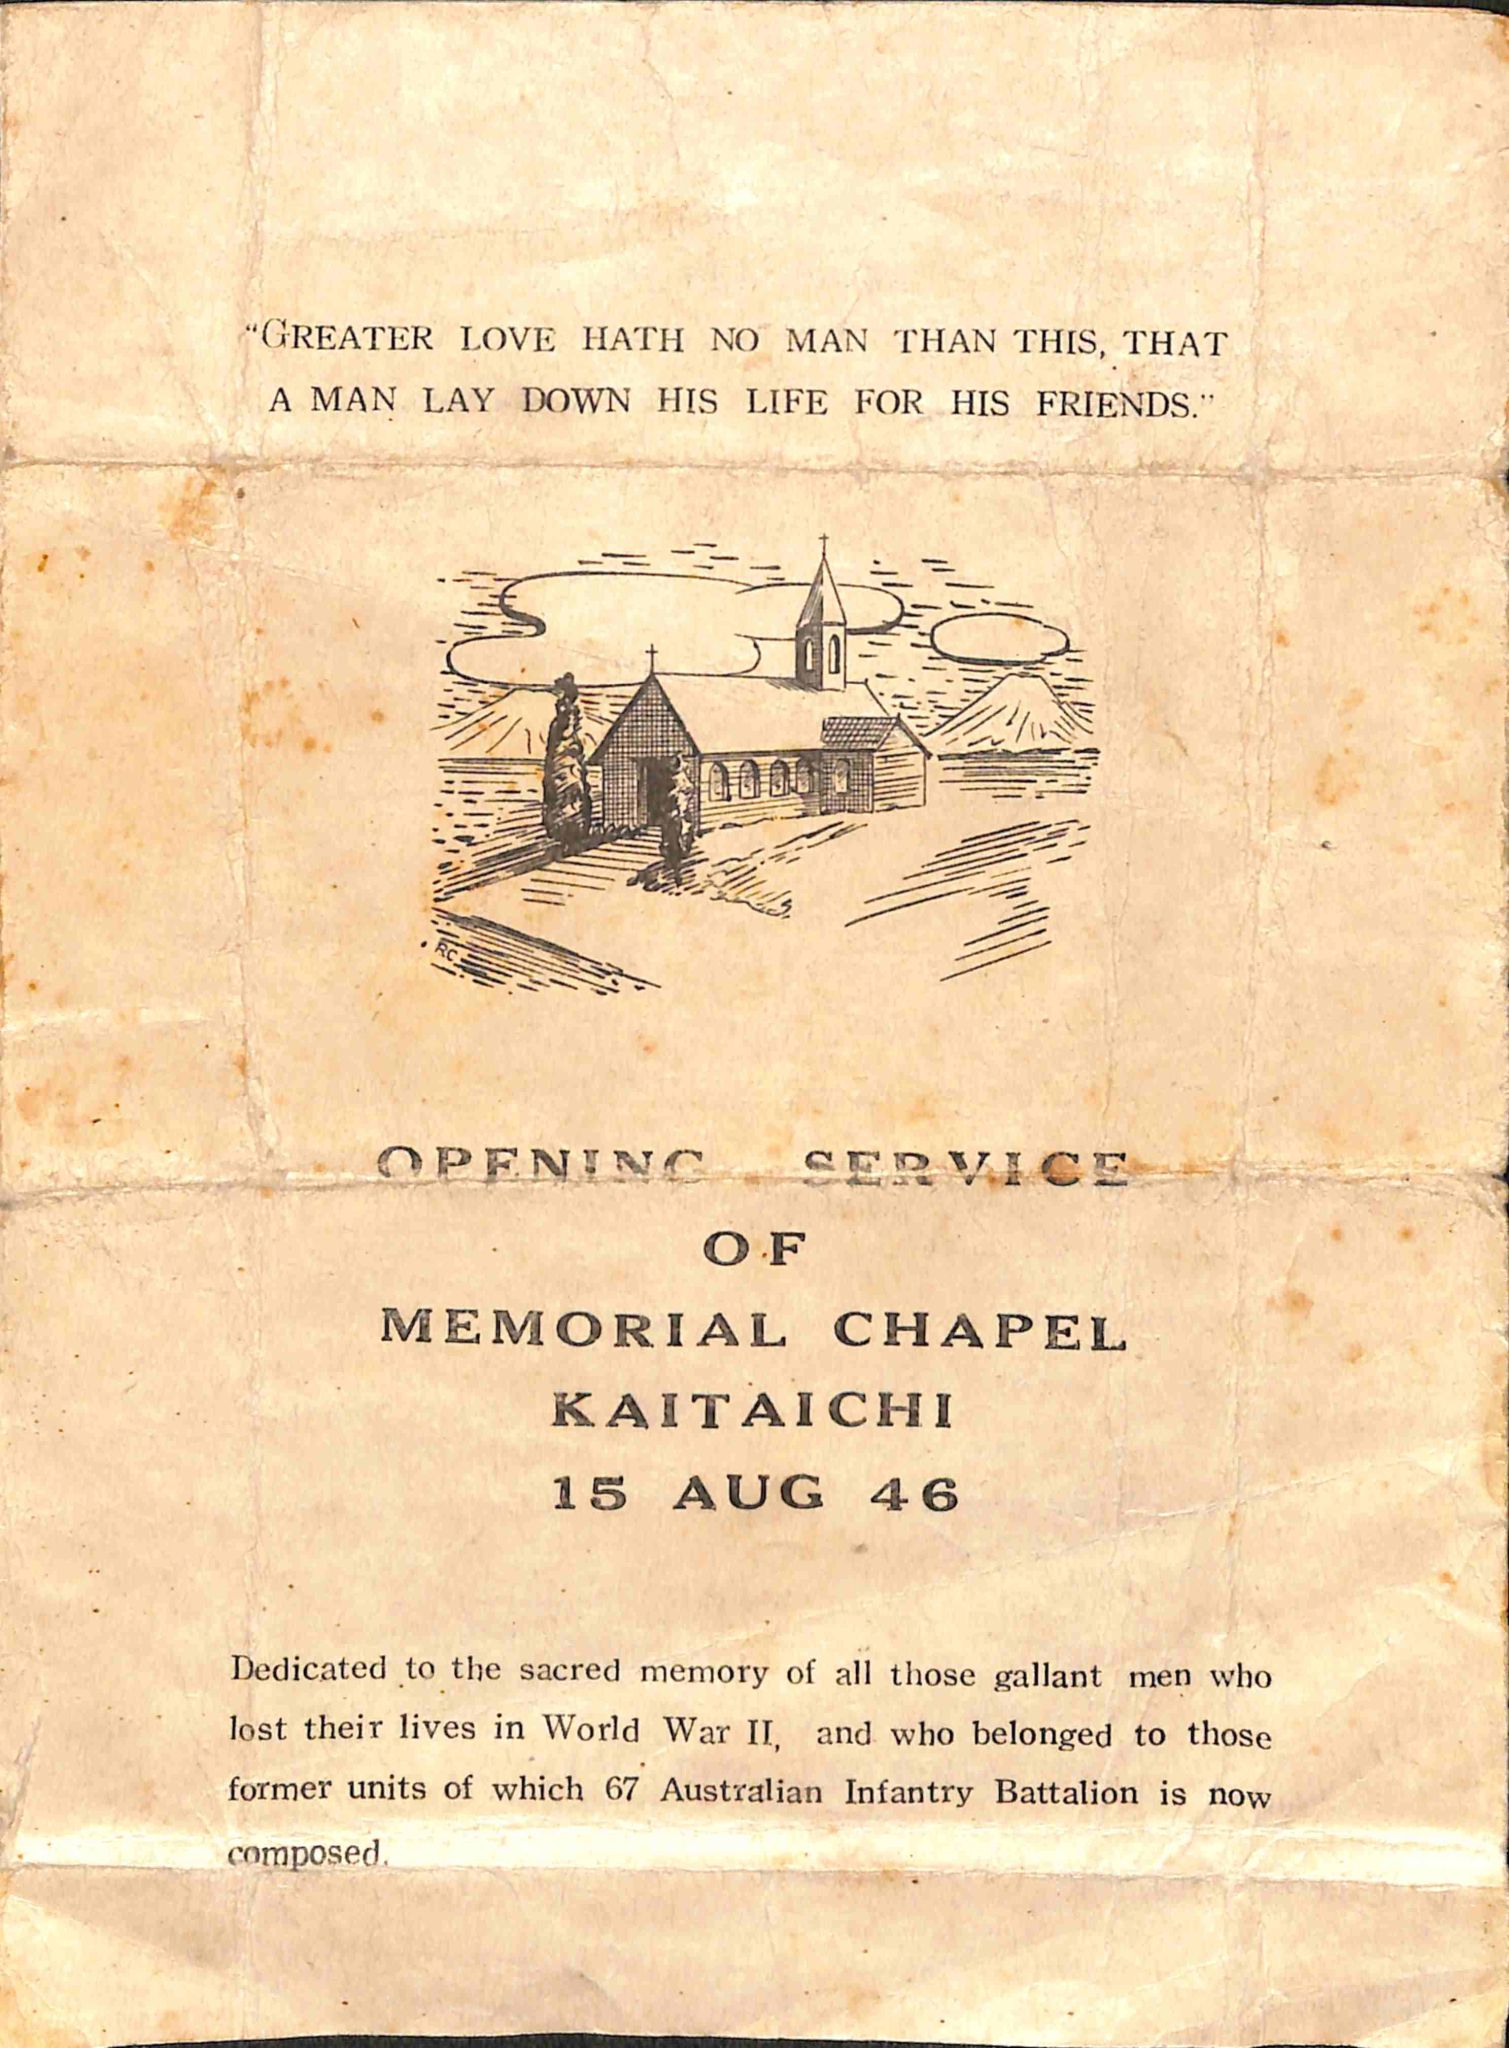 "GREATER LOVE HATH NO MAN THAN THIS, THAT
A MAN LAY DOWN HIS LIFE FOR HIS FRIENDS."
RC
OPENING SERVICE
OF
MEMORIAL CHAPEL
KAITAICHI
15 AUG 46
Dedicated to the sacred memory of all those gallant men who
lost their lives in World War II, and who belonged to those
former units of which 67 Australian Infantry Battalion is now
composed.